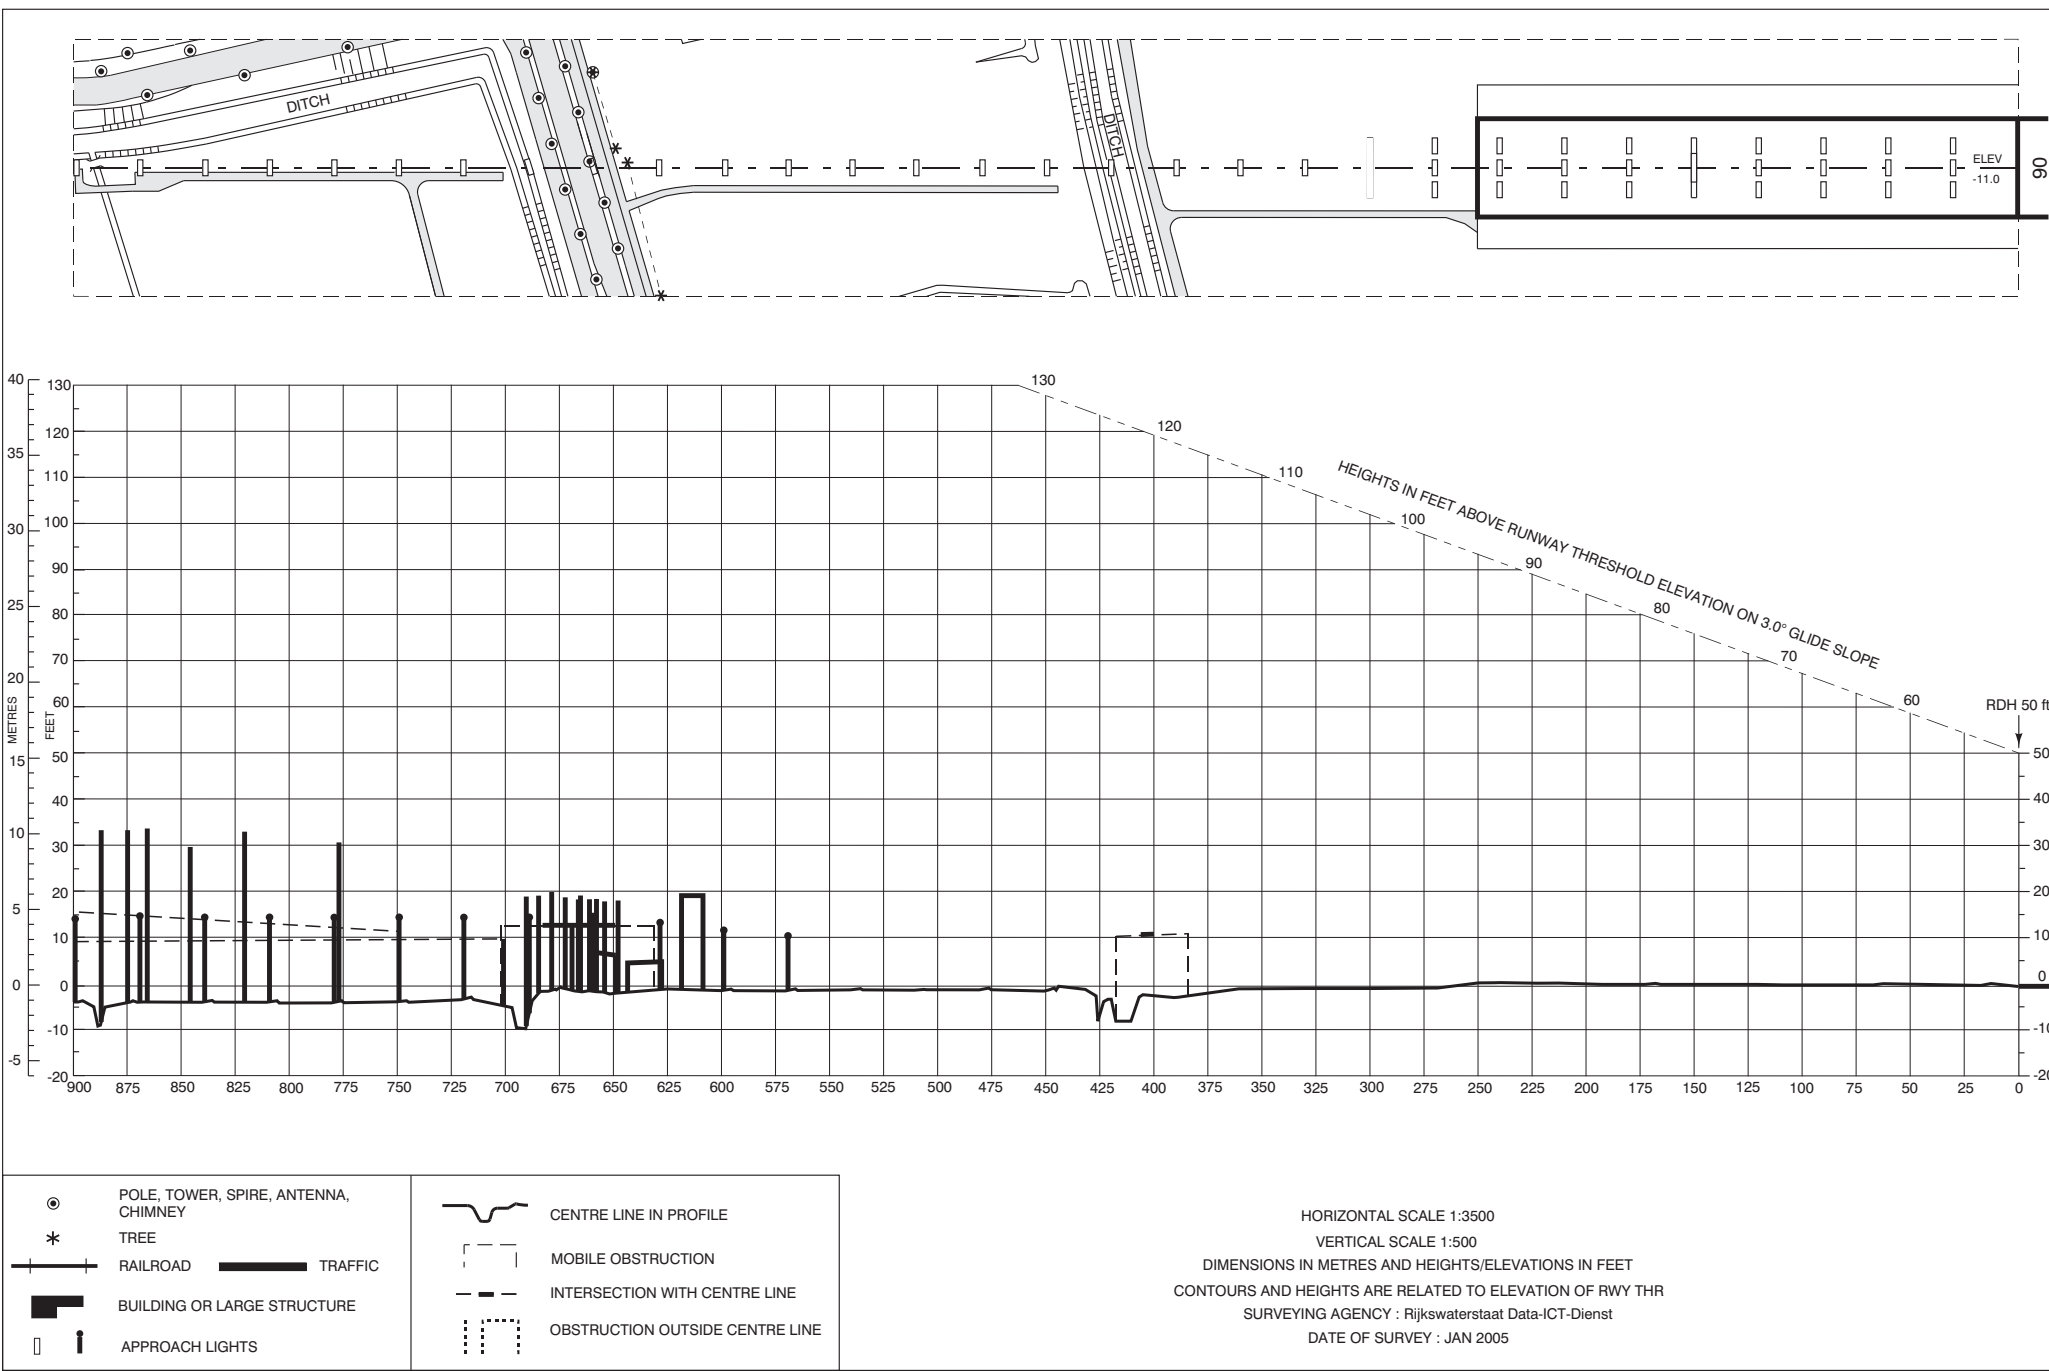 DITCH
DITCH
ELEV
-11.0
06
40
130
130
120
120
35
110
110
HEIGHTS IN FEET ABOVE RUNWAY THRESHOLD ELEVATION ON 3.0° GLIDE SLOPE
30
100
100
90
90
25
80
80
70
70
20
60
60
RDH 50 ft
METRES
FEET
15
50
50
40
40
10
30
30
20
20
5
10
10
0
0
0
-10
-10
-5
-20
-20
900 875 850 825 800 775 750 725 700 675 650 625 600 575 550 525 500 475 450 425 400 375 350 325 300 275 250 225 200 175 150 125 100 75 50 25 0
POLE, TOWER, SPIRE, ANTENNA,
CHIMNEY
TREE
RAILROAD TRAFFIC
BUILDING OR LARGE STRUCTURE
APPROACH LIGHTS
CENTRE LINE IN PROFILE
MOBILE OBSTRUCTION
INTERSECTION WITH CENTRE LINE
OBSTRUCTION OUTSIDE CENTRE LINE
HORIZONTAL SCALE 1:3500
VERTICAL SCALE 1:500
DIMENSIONS IN METRES AND HEIGHTS/ELEVATIONS IN FEET
CONTOURS AND HEIGHTS ARE RELATED TO ELEVATION OF RWY THR
SURVEYING AGENCY : Rijkswaterstaat Data-ICT-Dienst
DATE OF SURVEY : JAN 2005